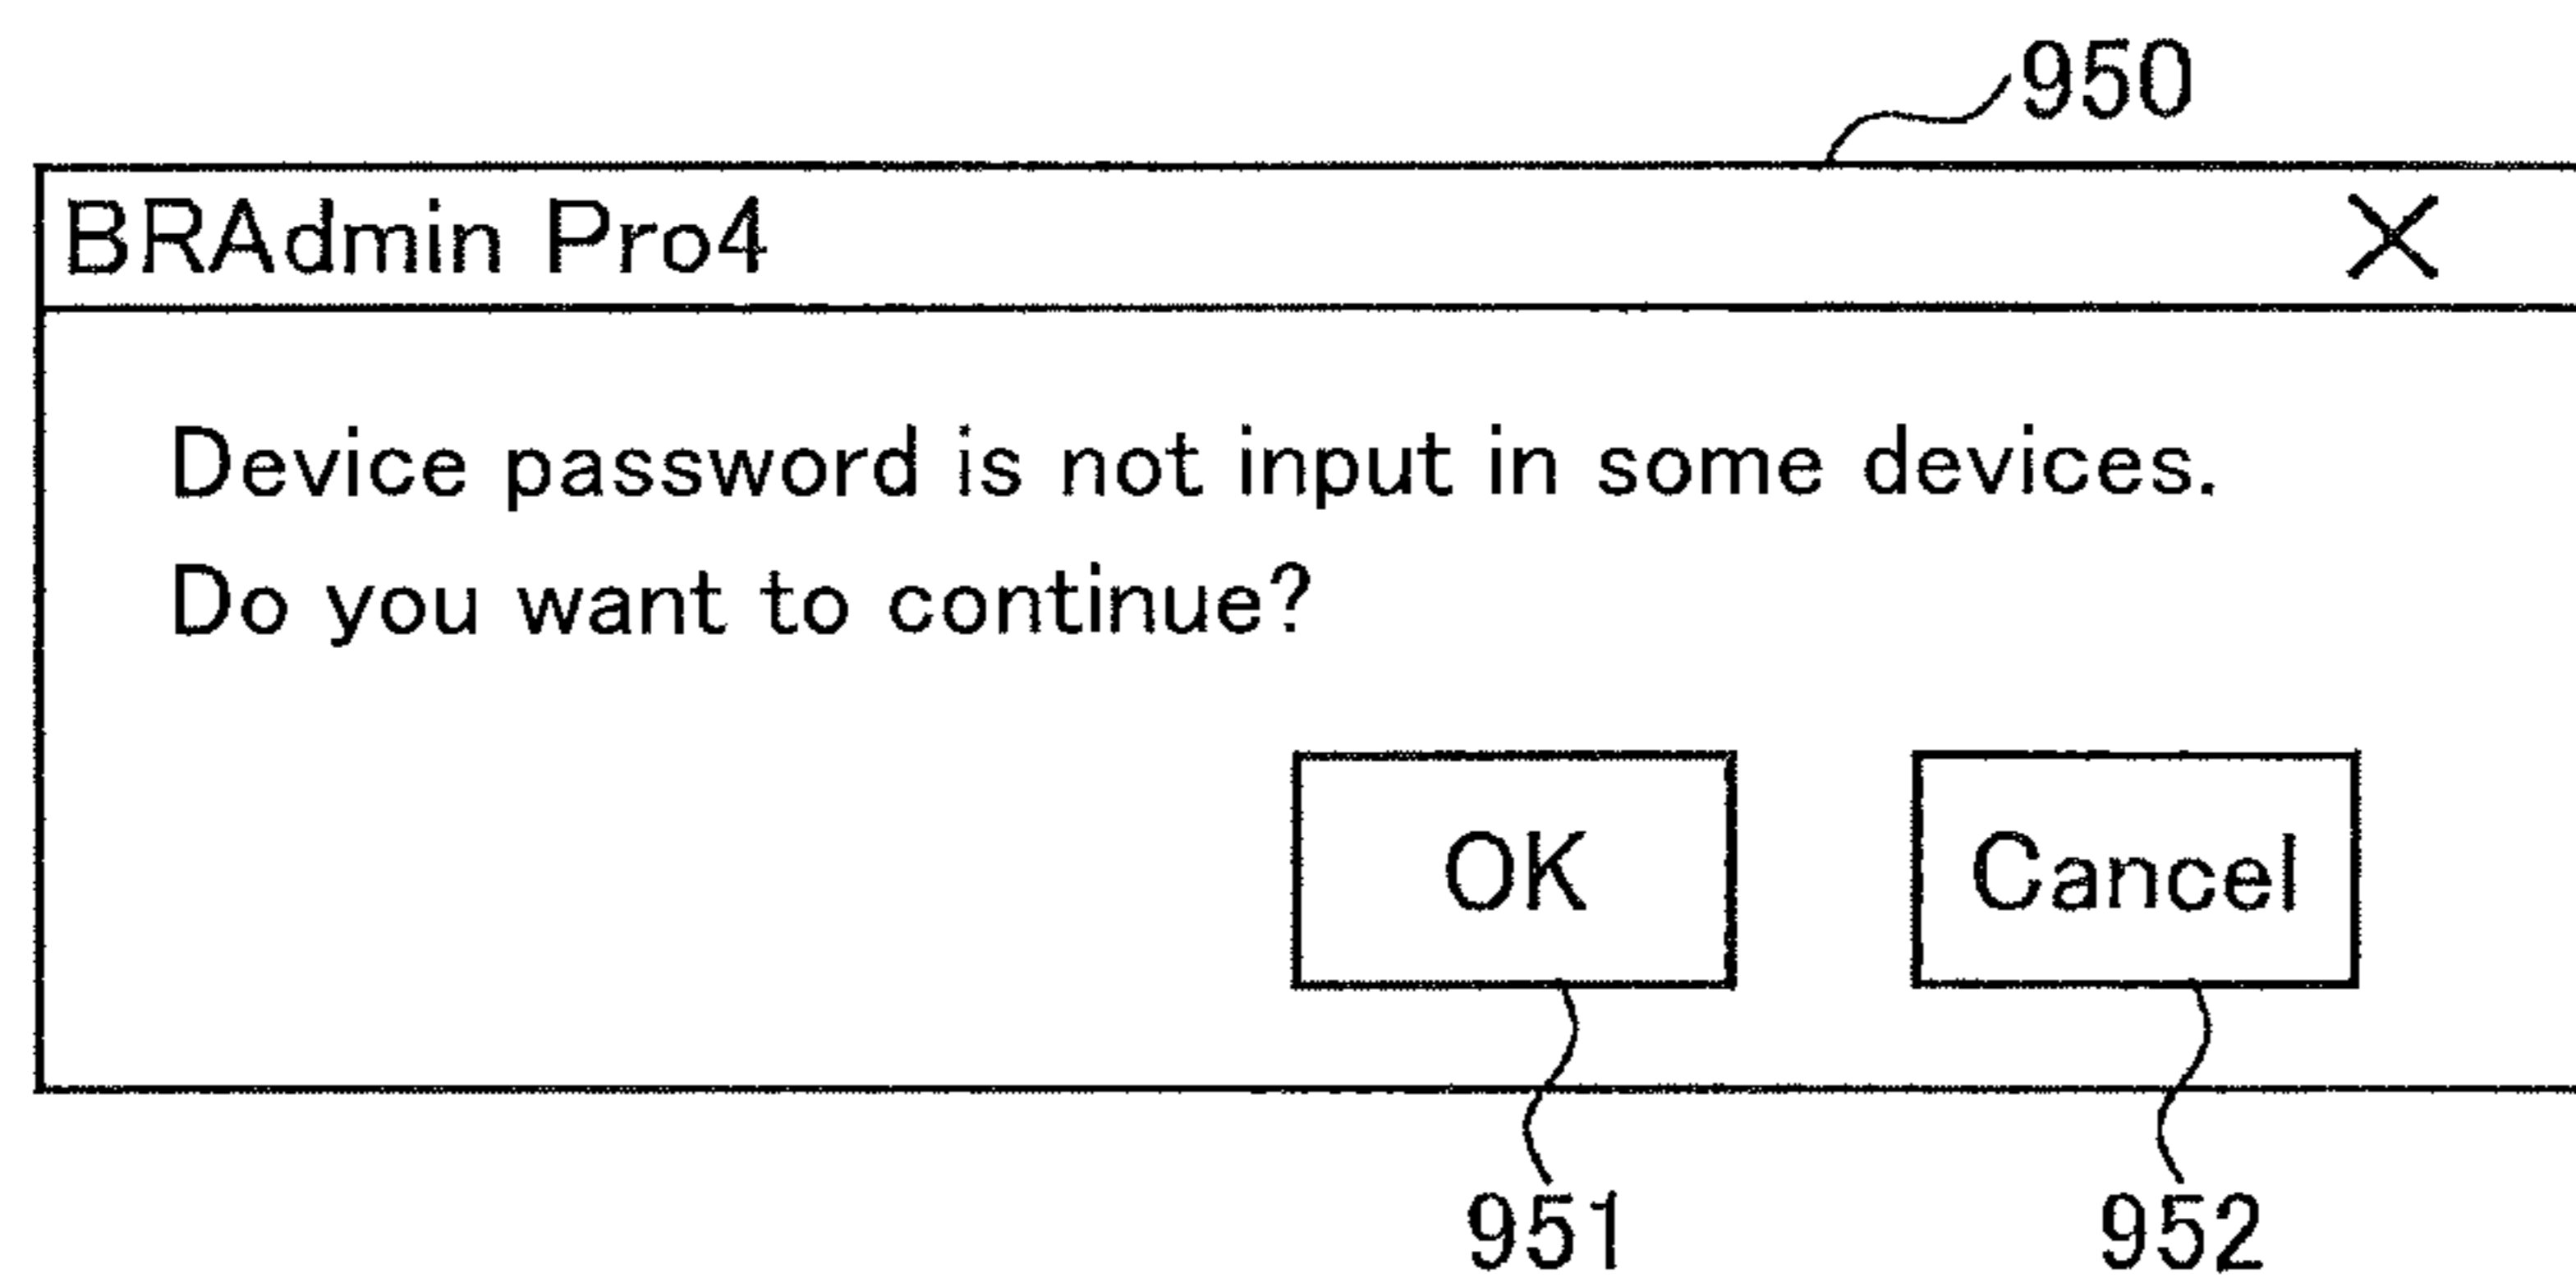 950
BRAdmin Pro4
Device password is not input in some devices.
Do you want to continue?
OK Cancel
951 952